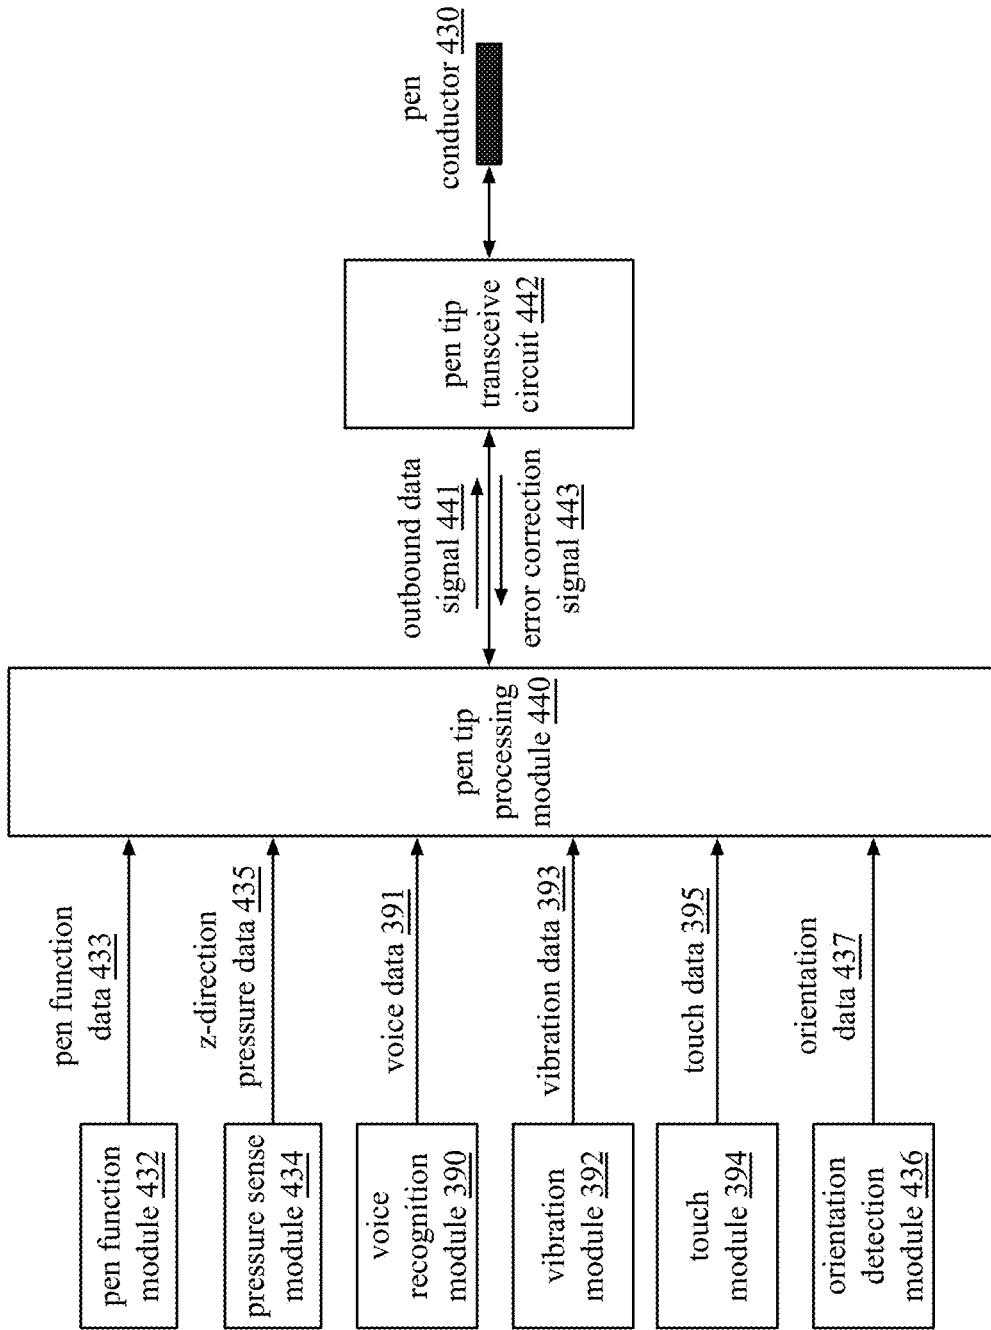 pen function
module 432
pressure sense
module 434
voice
recognition
module 390
vibration
module 392
touch
module 394
orientation
detection
module 436
pen function
data 433
z-direction
pressure data 435
voice data 391
vibration data 393
touch data 395
orientation
data 437
pen tip
processing
module 440
outbound data
signal 441
error correction
signal 443
pen tip
transceive
circuit 442
pen
conductor 430